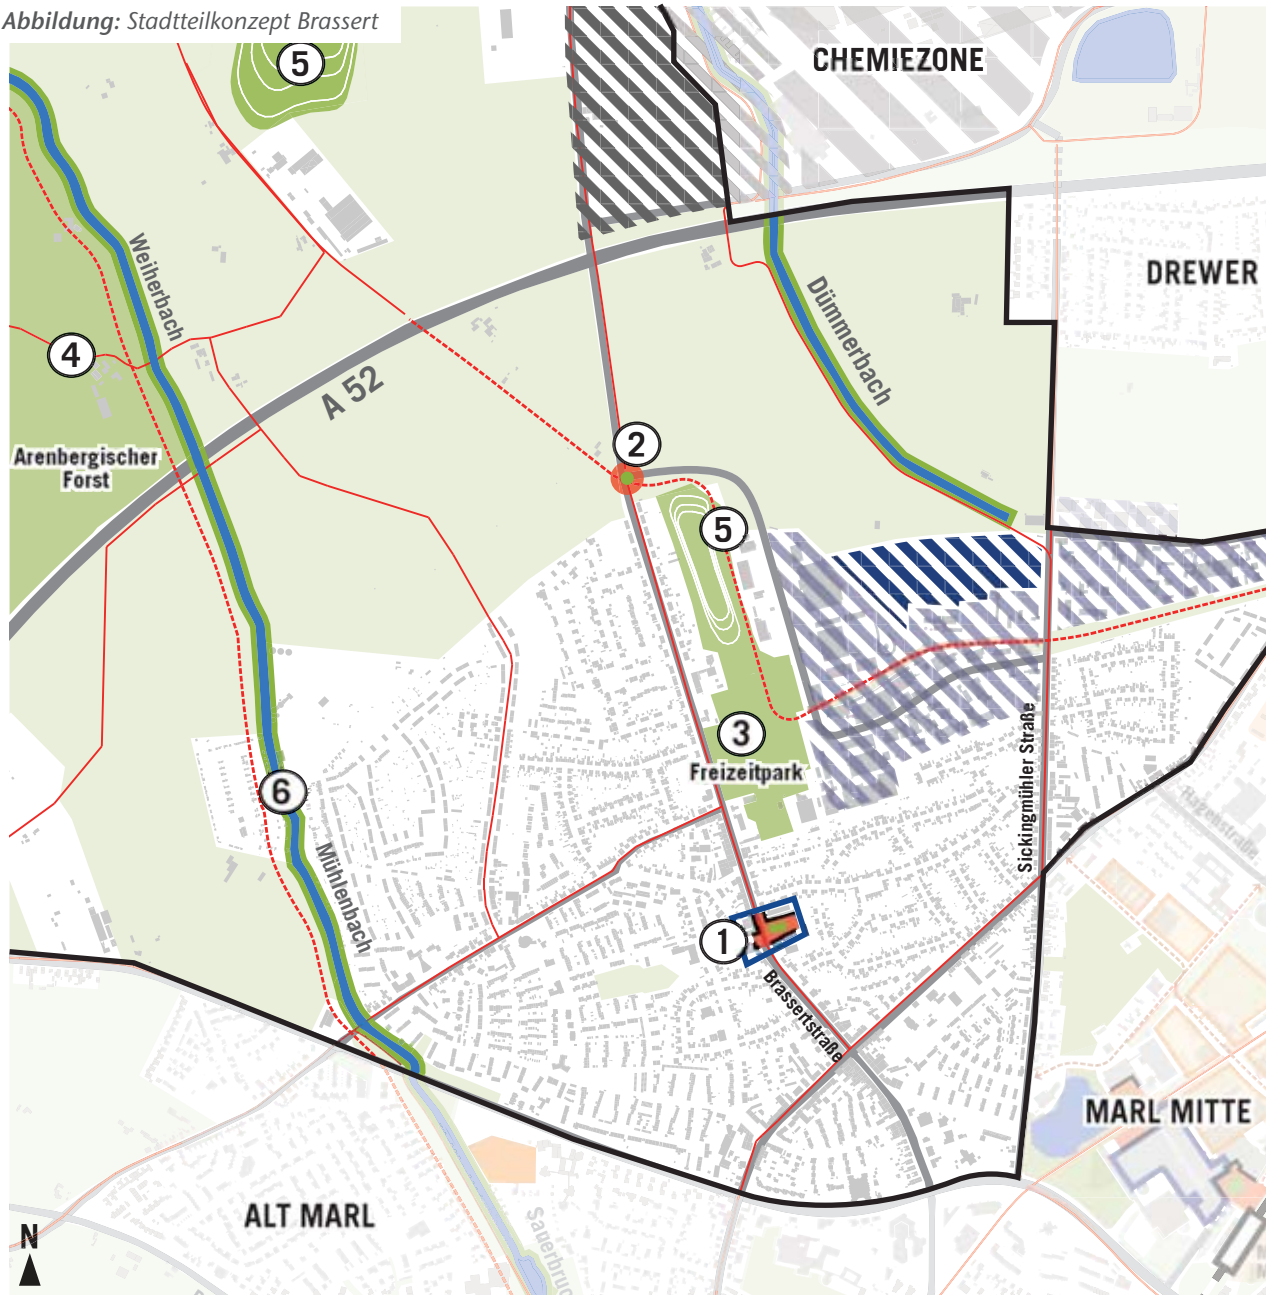 Abbildung: Stadtteilkonzept Brassert
5
CHEMIEZONE
Weiherbach
DREWER
Dümmerbach
4
A 52
Arenbergischer
Forst
2
5
3
Freizeitpark
Sickingmühler Straße
6
Mühlenbach
1
Brassertstraße
MARL MITTE
ALT MARL
N